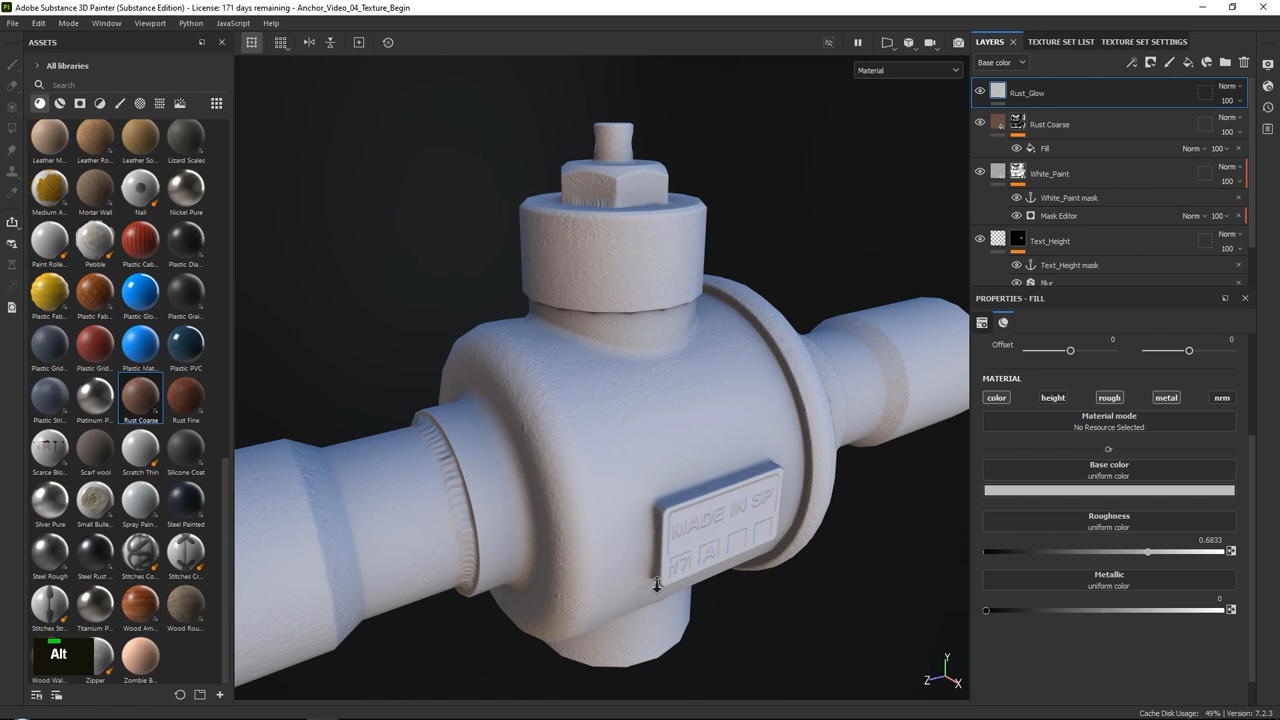 Adobe Substance 3D Painter (Substance Edition) - License: 171 days remaining - Anchor_Video_04_Texture_Begin
File Edit Mode Window Viewport Python JavaScript Help
ASSETS
All libraries
Search
Leather M... Leather Ro... Leather So... Lizard Scales
Medium A... Mortar Wall Nail Nickel Pure
Paint Rolle... Pebble Plastic Cab... Plastic Dia...
Plastic Fab... Plastic Fab... Plastic Glo... Plastic Grai...
Plastic Grid... Plastic Grid... Plastic Mat... Plastic PVC
Plastic Stri... Platinum P... Rust Coarse Rust Fine
Scarce Blo... Scarf wool Scratch Thin Silicone Coat
Silver Pure Small Bulle... Spray Pain... Steel Painted
Steel Rough Steel Rust ... Stitches Co... Stitches Cr...
Stitches Str... Titanium P... Wood Am... Wood Rou...
Wood Wal... Zipper Zombie B...
Alt
Material
MADE IN SP
17 A
Y
Z X
LAYERS TEXTURE SET LIST TEXTURE SET SETTINGS
Base color
Rust_Glow Norm 100
Rust Coarse Norm 100
Fill Norm 100
White_Paint Norm 100
White_Paint mask
Mask Editor Norm 100
Text_Height Norm 100
Text_Height mask
Blur
PROPERTIES - FILL
Offset 0 0
MATERIAL
color height rough metal nrm
Material mode
No Resource Selected
Or
Base color
uniform color
Roughness
uniform color
0.6833
Metallic
uniform color
0
Cache Disk Usage: 49% | Version: 7.2.3